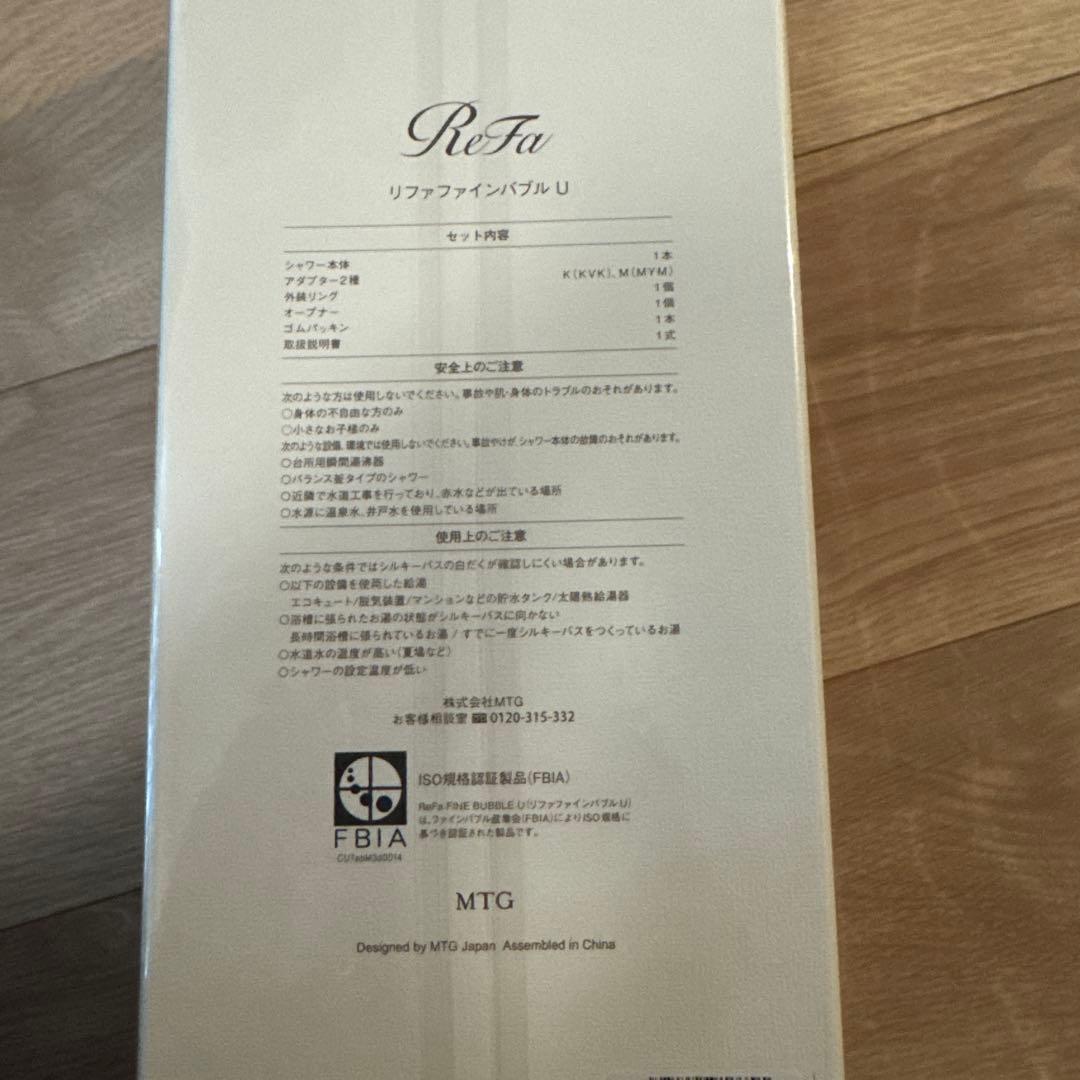 ReFa
リファファインバブル U
セット内容
シャワー本体 1本
アダプター2種 K(KVK)、M(MYM)
外装リング 1個
オープナー 1個
ゴムパッキン 1本
取扱説明書 1式
安全上のご注意
次のような方は使用しないでください。事故や肌・身体のトラブルのおそれがあります。
○身体の不自由な方のみ
○小さなお子様のみ
次のような設備、環境では使用しないでください。事故やけが、シャワー本体の故障のおそれがあります。
○台所用瞬間湯沸器
○バランス釜タイプのシャワー
○近隣で水道工事を行っており、赤水などが出ている場所
○水源に温泉水、井戸水を使用している場所
使用上のご注意
次のような条件ではシルキーバスの白だくが確認しにくい場合があります。
○以下の設備を使用した給湯
エコキュート/脱気装置/マンションなどの貯水タンク/太陽熱給湯器
○浴槽に張られたお湯の状態がシルキーバスに向かない
長時間浴槽に張られているお湯 / すでに一度シルキーバスをつくっているお湯
○水道水の温度が高い(夏場など)
○シャワーの設定温度が低い
株式会社MTG
お客様相談室 0120-315-332
ISO規格認証製品(FBIA)
ReFa FINE BUBBLE U(リファファインバブル U)
は、ファインバブル産業会(FBIA)によりISO規格に
基づき認証された製品です。
FBIA
MTG
Designed by MTG Japan Assembled in China